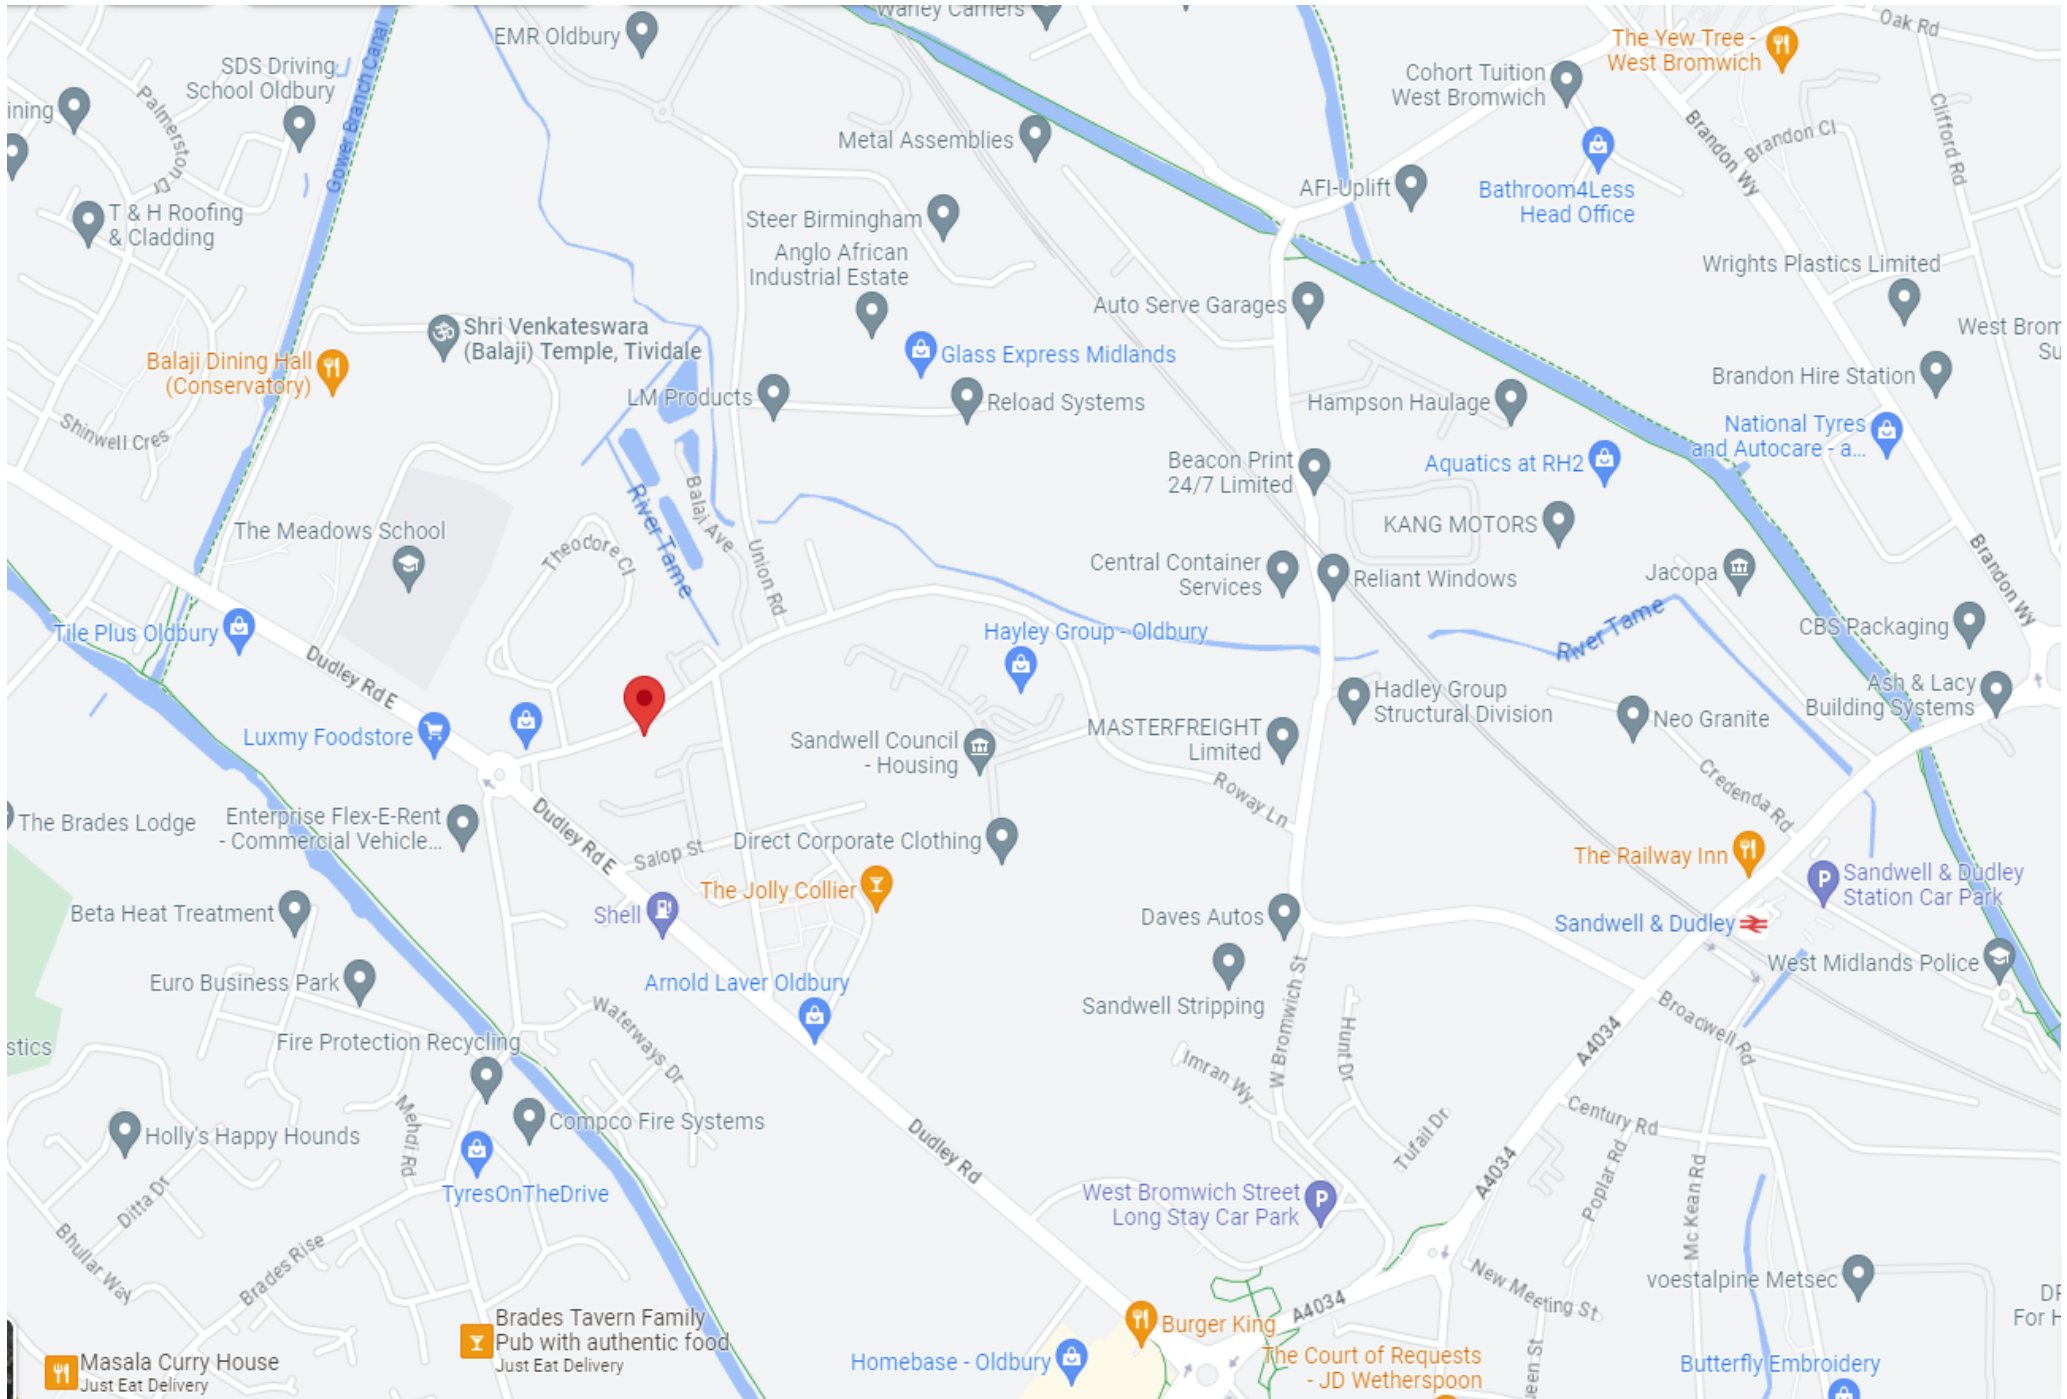 Warley Carriers
EMR Oldbury
Oak Rd
The Yew Tree -
West Bromwich
SDS Driving
School Oldbury
Gower Branch Canal
Cohort Tuition
West Bromwich
Palmerston Dr
ining
Clifford Rd
Brandon Wy
Brandon Cl
Metal Assemblies
AFI-Uplift
Bathroom4Less
Head Office
T & H Roofing
& Cladding
Steer Birmingham
Anglo African
Industrial Estate
Wrights Plastics Limited
Auto Serve Garages
Shri Venkateswara
(Balaji) Temple, Tividale
West Brom
Su
Balaji Dining Hall
(Conservatory)
Glass Express Midlands
Brandon Hire Station
LM Products
Reload Systems
Hampson Haulage
Shinwell Cres
National Tyres
and Autocare - a...
Beacon Print
24/7 Limited
Aquatics at RH2
The Meadows School
River Tame
Balaji Ave
KANG MOTORS
Theodore Cl
Union Rd
Central Container
Services
Reliant Windows
Jacopa
Brandon Wy
Tile Plus Oldbury
Hayley Group - Oldbury
River Tame
CBS Packaging
Dudley Rd E
Hadley Group
Structural Division
Ash & Lacy
Building Systems
Neo Granite
Luxmy Foodstore
Sandwell Council
- Housing
MASTERFREIGHT
Limited
Roway Ln
Credenda Rd
The Brades Lodge
Enterprise Flex-E-Rent
- Commercial Vehicle...
Dudley Rd E
Salop St
Direct Corporate Clothing
The Railway Inn
Sandwell & Dudley
Station Car Park
The Jolly Collier
Beta Heat Treatment
Shell
Daves Autos
Sandwell & Dudley
West Midlands Police
Euro Business Park
Arnold Laver Oldbury
Sandwell Stripping
W Bromwich St
Waterways Dr
Hunt Dr
A4034
Broadwell Rd
stics
Fire Protection Recycling
Imran Wy.
Mehdi Rd
Compco Fire Systems
Century Rd
Holly's Happy Hounds
Dudley Rd
Tufail Dr
A4034
Poplar Rd
Mc Kean Rd
TyresOnTheDrive
West Bromwich Street
Long Stay Car Park
Ditta Dr
Bhullar Way
Brades Rise
New Meeting St
voestalpine Metsec
DF
For H
A4034
Brades Tavern Family
Pub with authentic food
Just Eat Delivery
Burger King
Masala Curry House
Just Eat Delivery
Homebase - Oldbury
The Court of Requests
- JD Wetherspoon
ueen St
Butterfly Embroidery